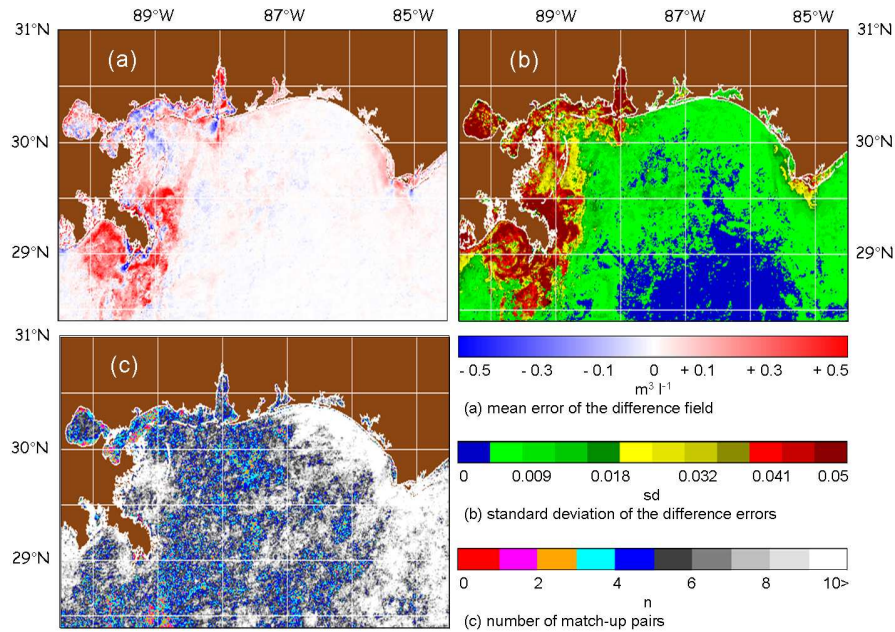 89°W 87°W 85°W 89°W 87°W 85°W
31°N 31°N
(a) (b)
30°N 30°N
29°N 29°N
31°N
(c)
- 0.5 - 0.3 -0.1 0 + 0.1 + 0.3 + 0.5
m³ l⁻¹
(a) mean error of the difference field
30°N
0 0.009 0.018 0.032 0.041 0.05
sd
(b) standard deviation of the difference errors
29°N
0 2 4 6 8 10>
n
(c) number of match-up pairs